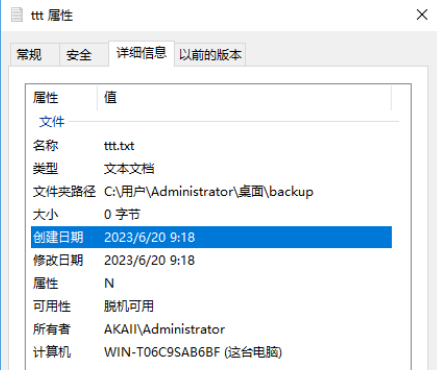 ttt 属性
常规 安全 详细信息 以前的版本
属性 值
文件
名称 ttt.txt
类型 文本文档
文件夹路径 C:\用户\Administrator\桌面\backup
大小 0 字节
创建日期 2023/6/20 9:18
修改日期 2023/6/20 9:18
属性 N
可用性 脱机可用
所有者 AKAII\Administrator
计算机 WIN-T06C9SAB6BF (这台电脑)